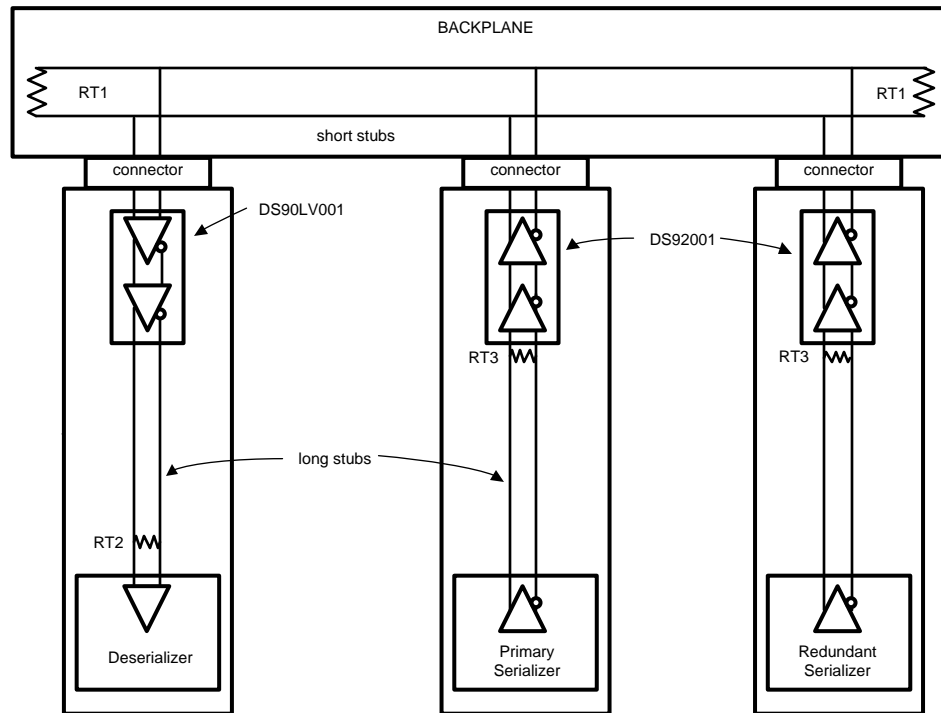 BACKPLANE
RT1
RT1
short stubs
connector
connector
connector
DS90LV001
DS92001
RT3
RT3
long stubs
RT2
Deserializer
Primary
Serializer
Redundant
Serializer